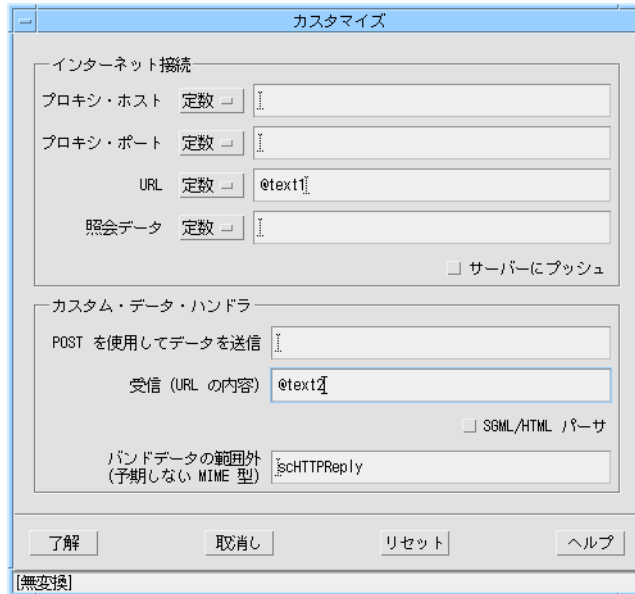 カスタマイズ
インターネット接続
プロキシ・ホスト 定数
プロキシ・ポート 定数
URL 定数 @text1
照会データ 定数
サーバーにプッシュ
カスタム・データ・ハンドラ
POST を使用してデータを送信
受信 (URL の内容) @text2
SGML/HTML パーサ
バンドデータの範囲外
(予期しない MIME 型) scHTTPReply
了解 取消し リセット ヘルプ
[無変換]